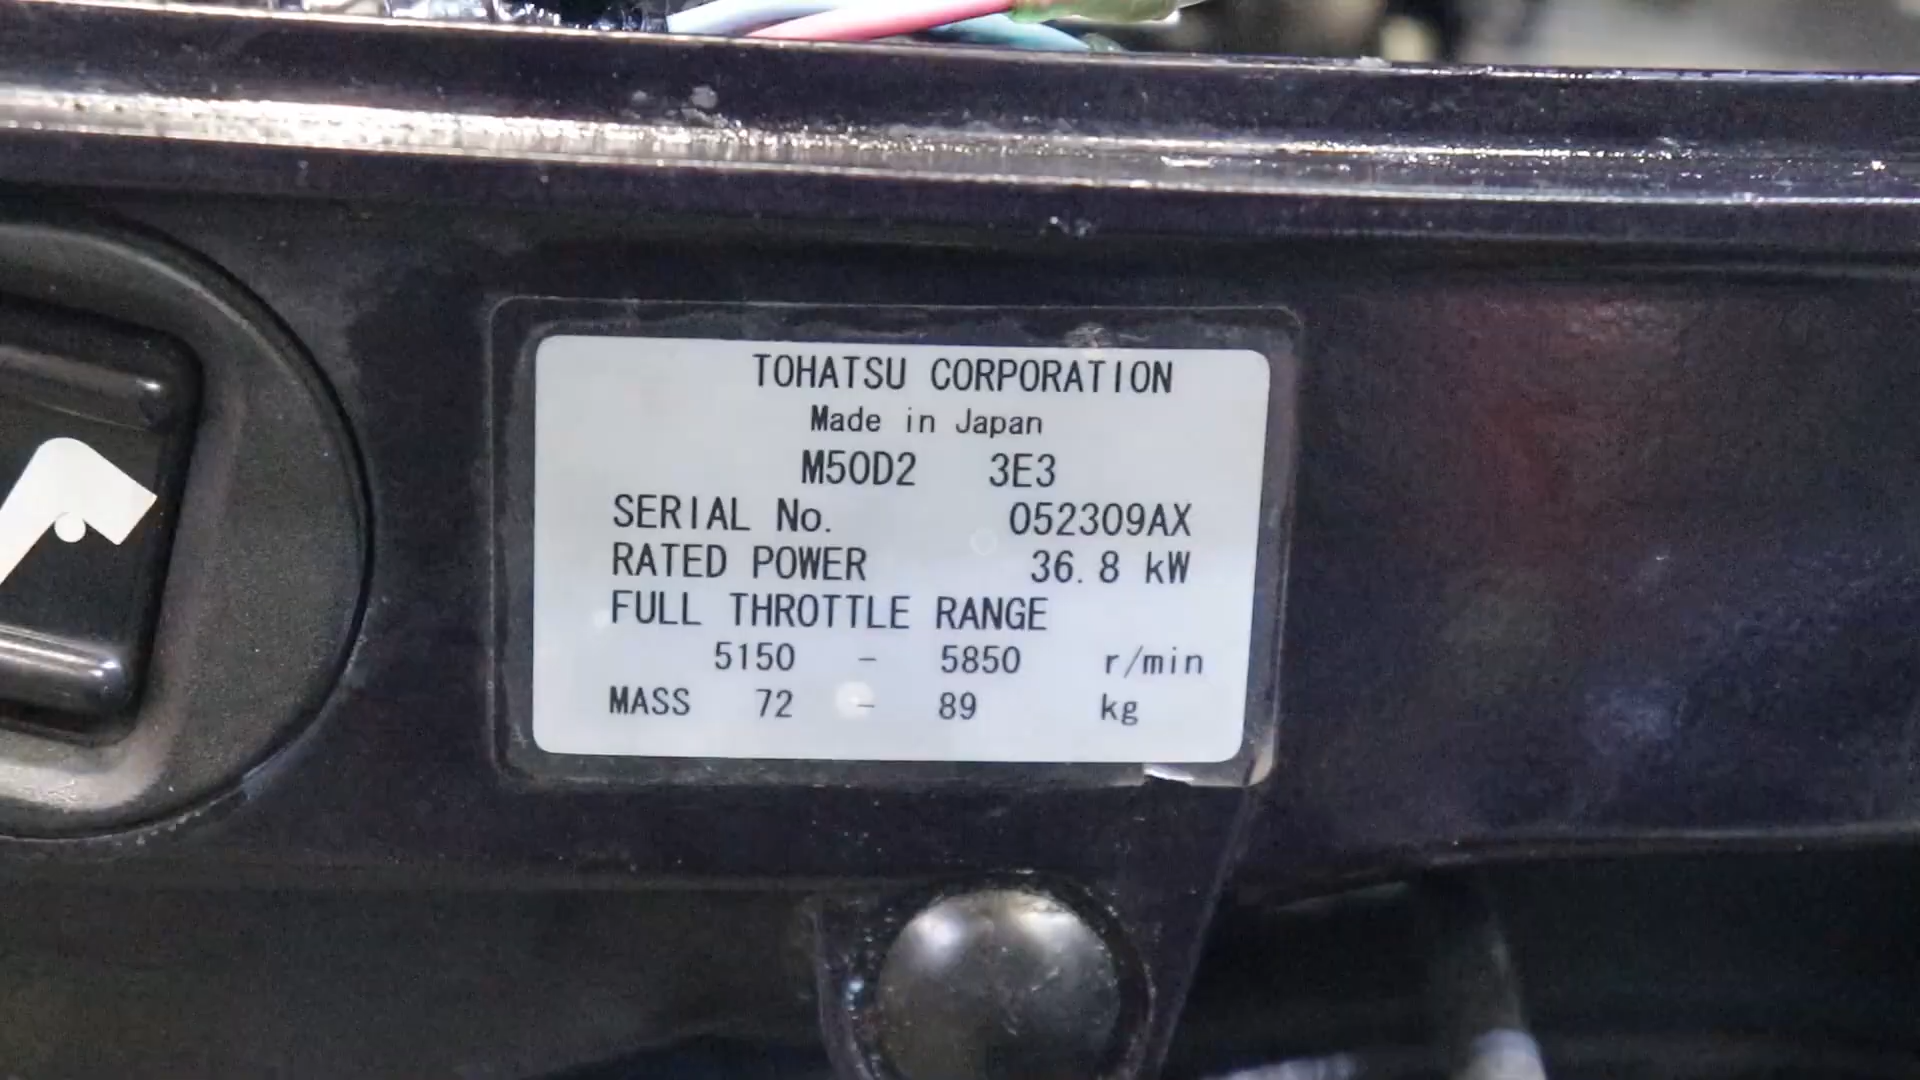 TOHATSU CORPORATION
Made in Japan
M50D2 3E3
SERIAL No. 052309AX
RATED POWER 36.8 kW
FULL THROTTLE RANGE
5150 - 5850 r/min
MASS 72 - 89 kg